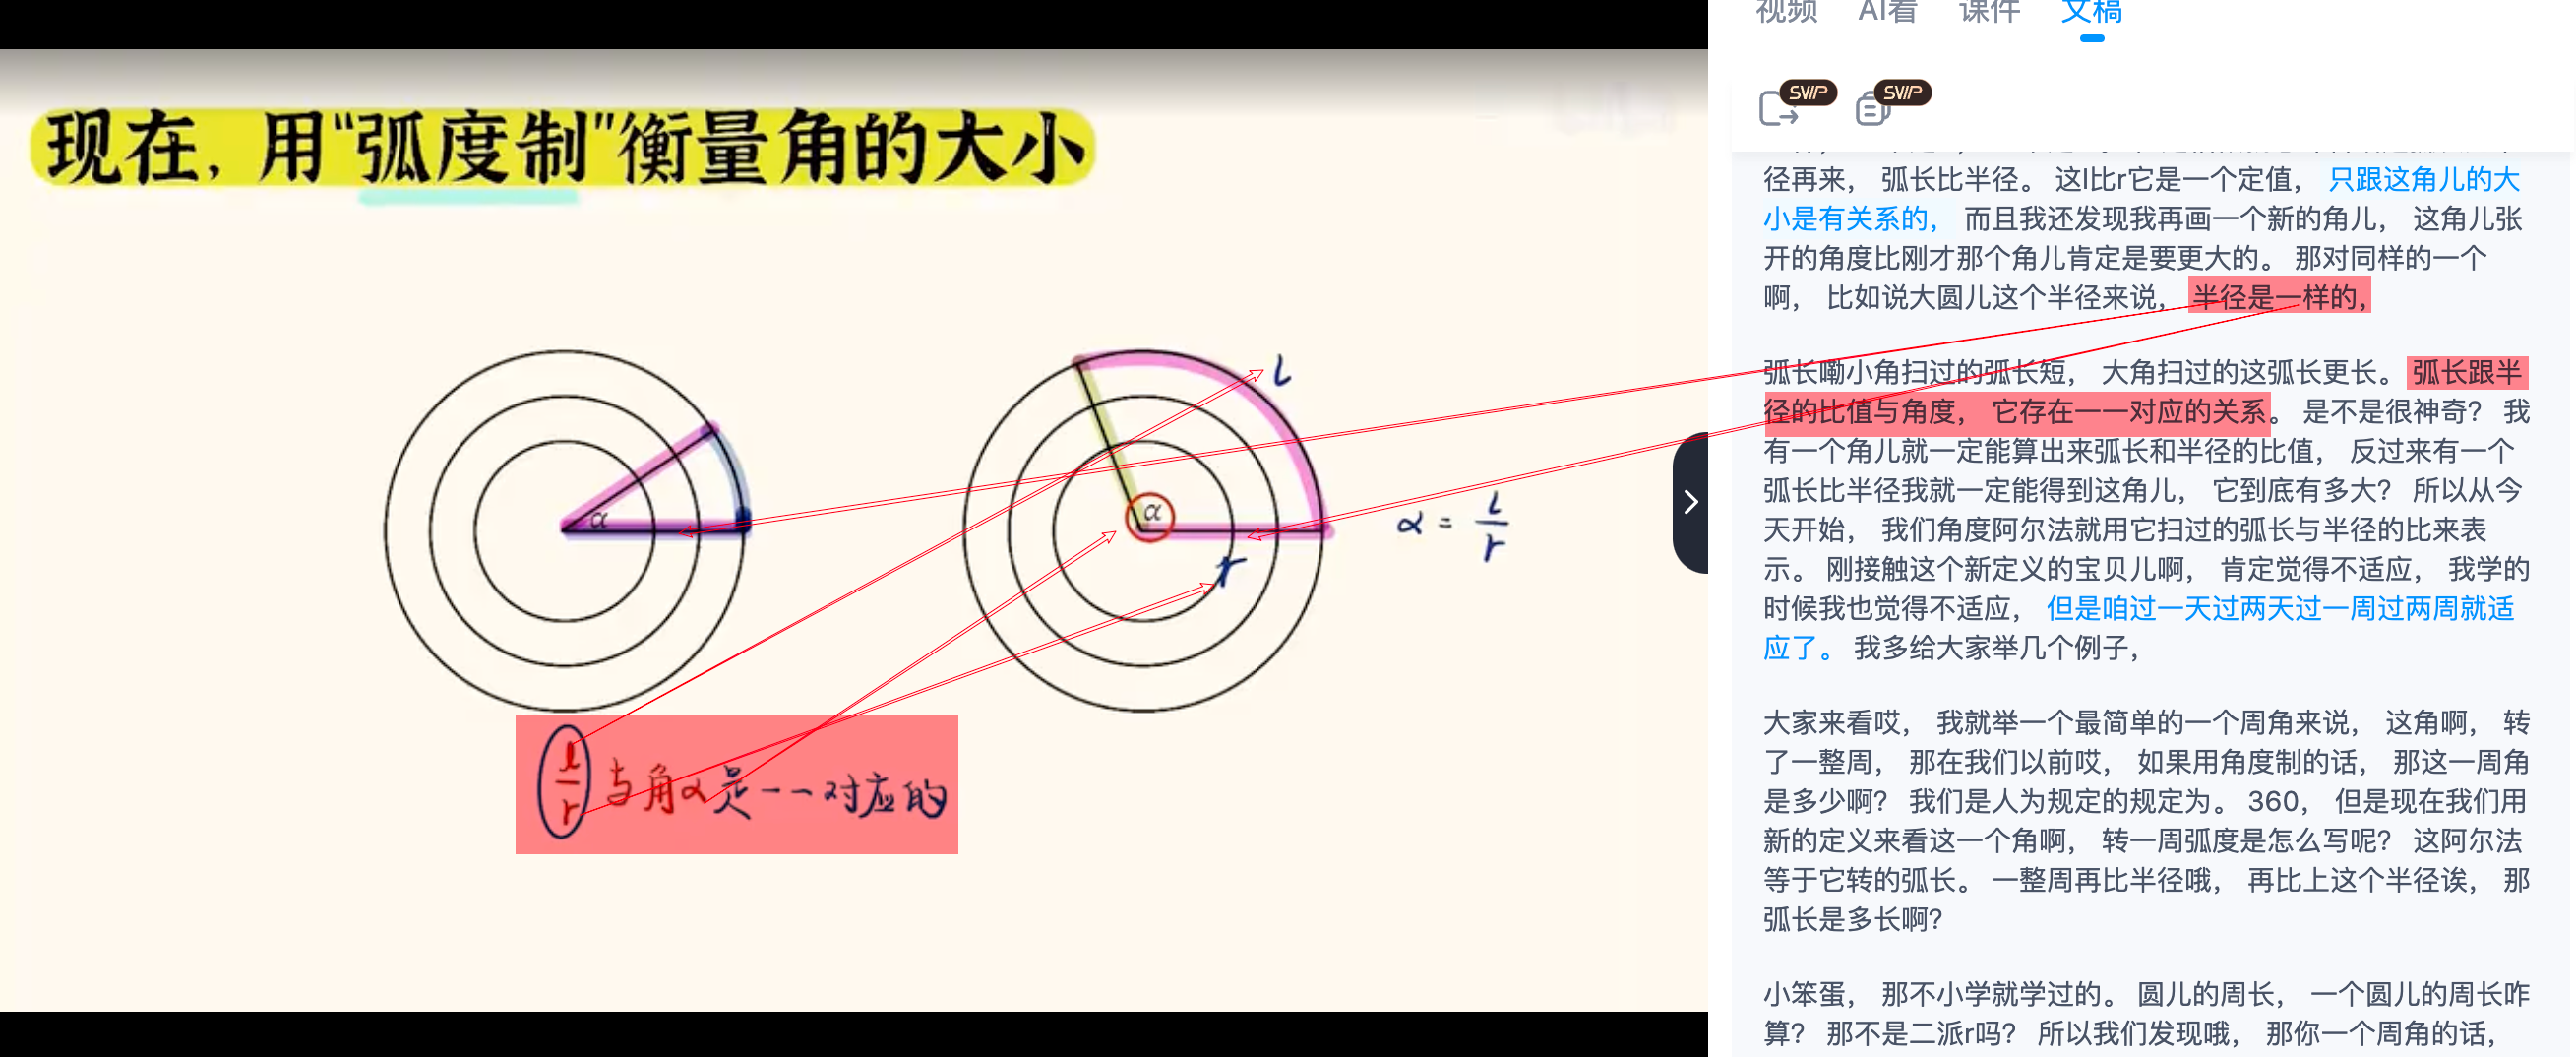 现在，用“弧度制”衡量角的大小
α
α
l
r
α = l/r
l/r 与角α是一一对应的
视频 AI看 课件 文稿
SVIP SVIP
径再来， 弧长比半径。 这l比r它是一个定值， 只跟这角儿的大
小是有关系的， 而且我还发现我再画一个新的角儿， 这角儿张
开的角度比刚才那个角儿肯定是要更大的。 那对同样的一个
啊， 比如说大圆儿这个半径来说， 半径是一样的，
弧长嘞小角扫过的弧长短， 大角扫过的这弧长更长。 弧长跟半
径的比值与角度， 它存在一一对应的关系。 是不是很神奇？ 我
有一个角儿就一定能算出来弧长和半径的比值， 反过来有一个
弧长比半径我就一定能得到这角儿， 它到底有多大？ 所以从今
天开始， 我们角度阿尔法就用它扫过的弧长与半径的比来表
示。 刚接触这个新定义的宝贝儿啊， 肯定觉得不适应， 我学的
时候我也觉得不适应， 但是咱过一天过两天过一周过两周就适
应了。 我多给大家举几个例子，
大家来看哎， 我就举一个最简单的一个周角来说， 这角啊， 转
了一整周， 那在我们以前哎， 如果用角度制的话， 那这一周角
是多少啊？ 我们是人为规定的规定为。 360， 但是现在我们用
新的定义来看这一个角啊， 转一周弧度是怎么写呢？ 这阿尔法
等于它转的弧长。 一整周再比半径哦， 再比上这个半径诶， 那
弧长是多长啊？
小笨蛋， 那不小学就学过的。 圆儿的周长， 一个圆儿的周长咋
算？ 那不是二派r吗？ 所以我们发现哦， 那你一个周角的话，